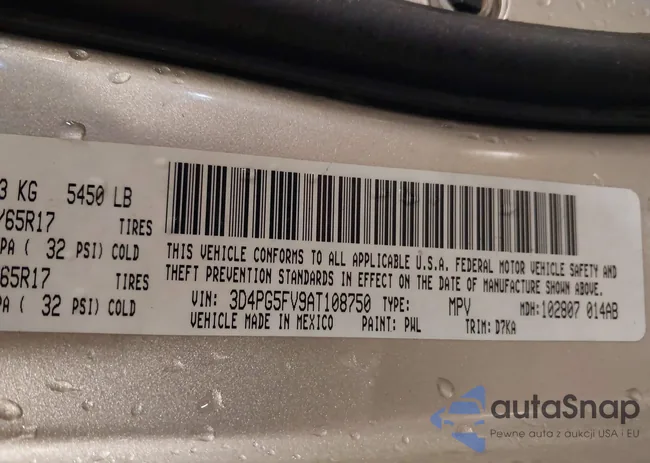 3 KG 5450 LB
/65R17 TIRES
PA ( 32 PSI) COLD
65R17 TIRES
PA ( 32 PSI) COLD
THIS VEHICLE CONFORMS TO ALL APPLICABLE U.S.A. FEDERAL MOTOR VEHICLE SAFETY AND
THEFT PREVENTION STANDARDS IN EFFECT ON THE DATE OF MANUFACTURE SHOWN ABOVE.
VIN: 3D4PG5FV9AT108750 TYPE: MPV MDH: 102807 014AB
VEHICLE MADE IN MEXICO PAINT: PWL TRIM: D7KA
autaSnap
Pewne auta z aukcji USA i EU